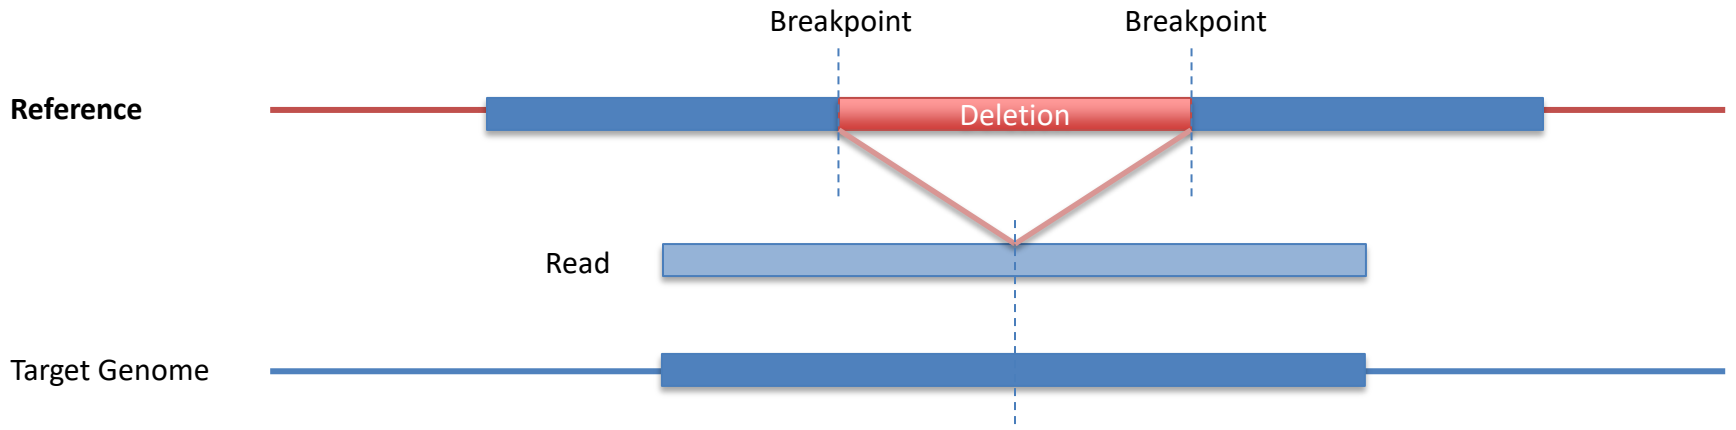 Breakpoint Breakpoint
Reference
Deletion
Read
Target Genome